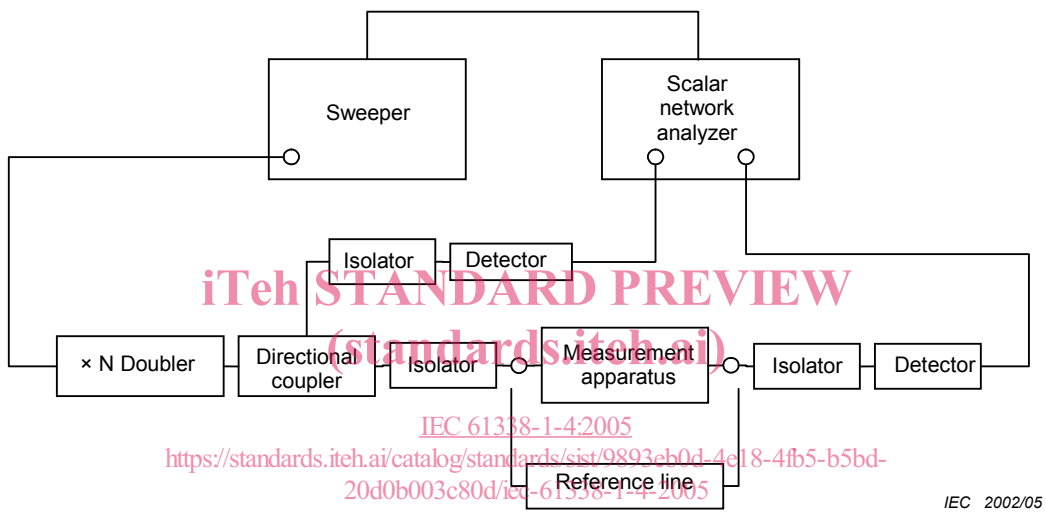 Sweeper
Scalar
network
analyzer
Isolator
Detector
iTeh STANDARD PREVIEW
(standards.iteh.ai)
× N Doubler
Directional
coupler
Isolator
Measurement
apparatus
Isolator
Detector
IEC 61338-1-4:2005
https://standards.iteh.ai/catalog/standards/sist/9893eb0d-4e18-4fb5-b5bd-
20d0b003c80d/iec-61338-1-4-2005
Reference line
IEC 2002/05